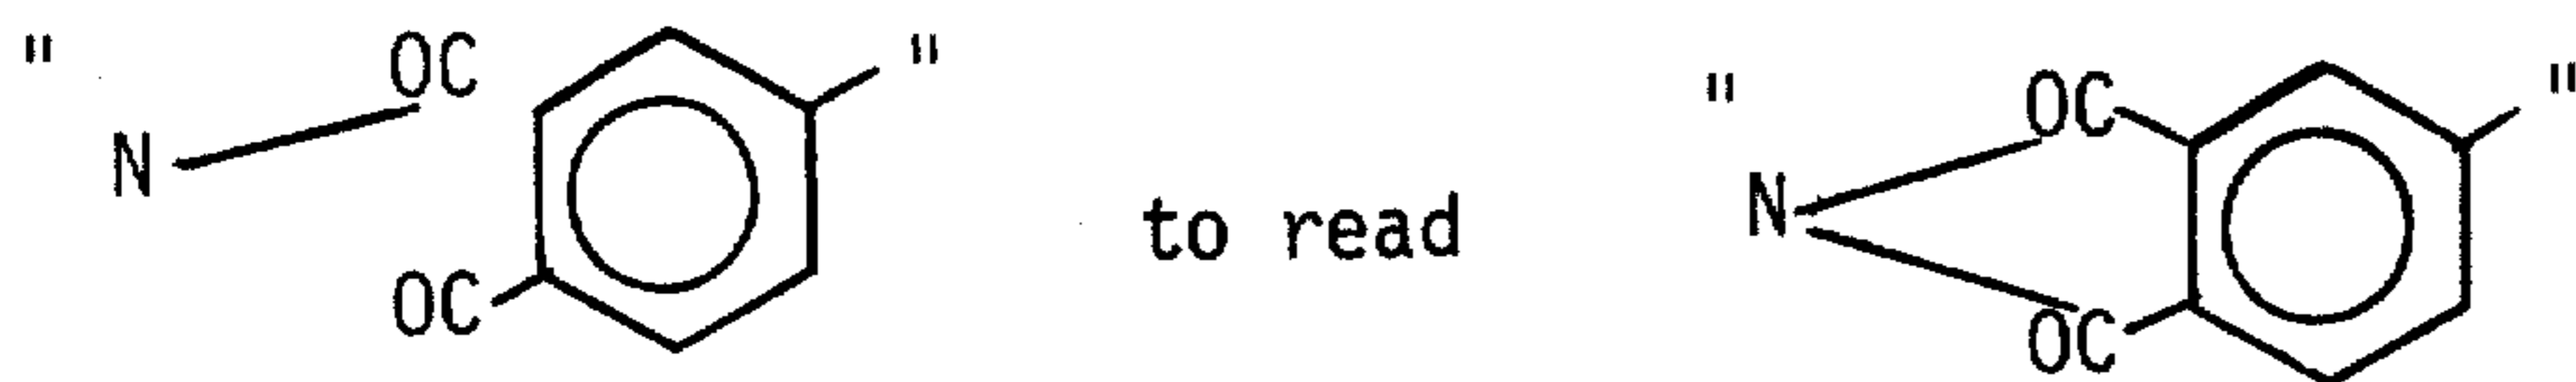 " OC "
N
OC
to read
" OC "
N
OC